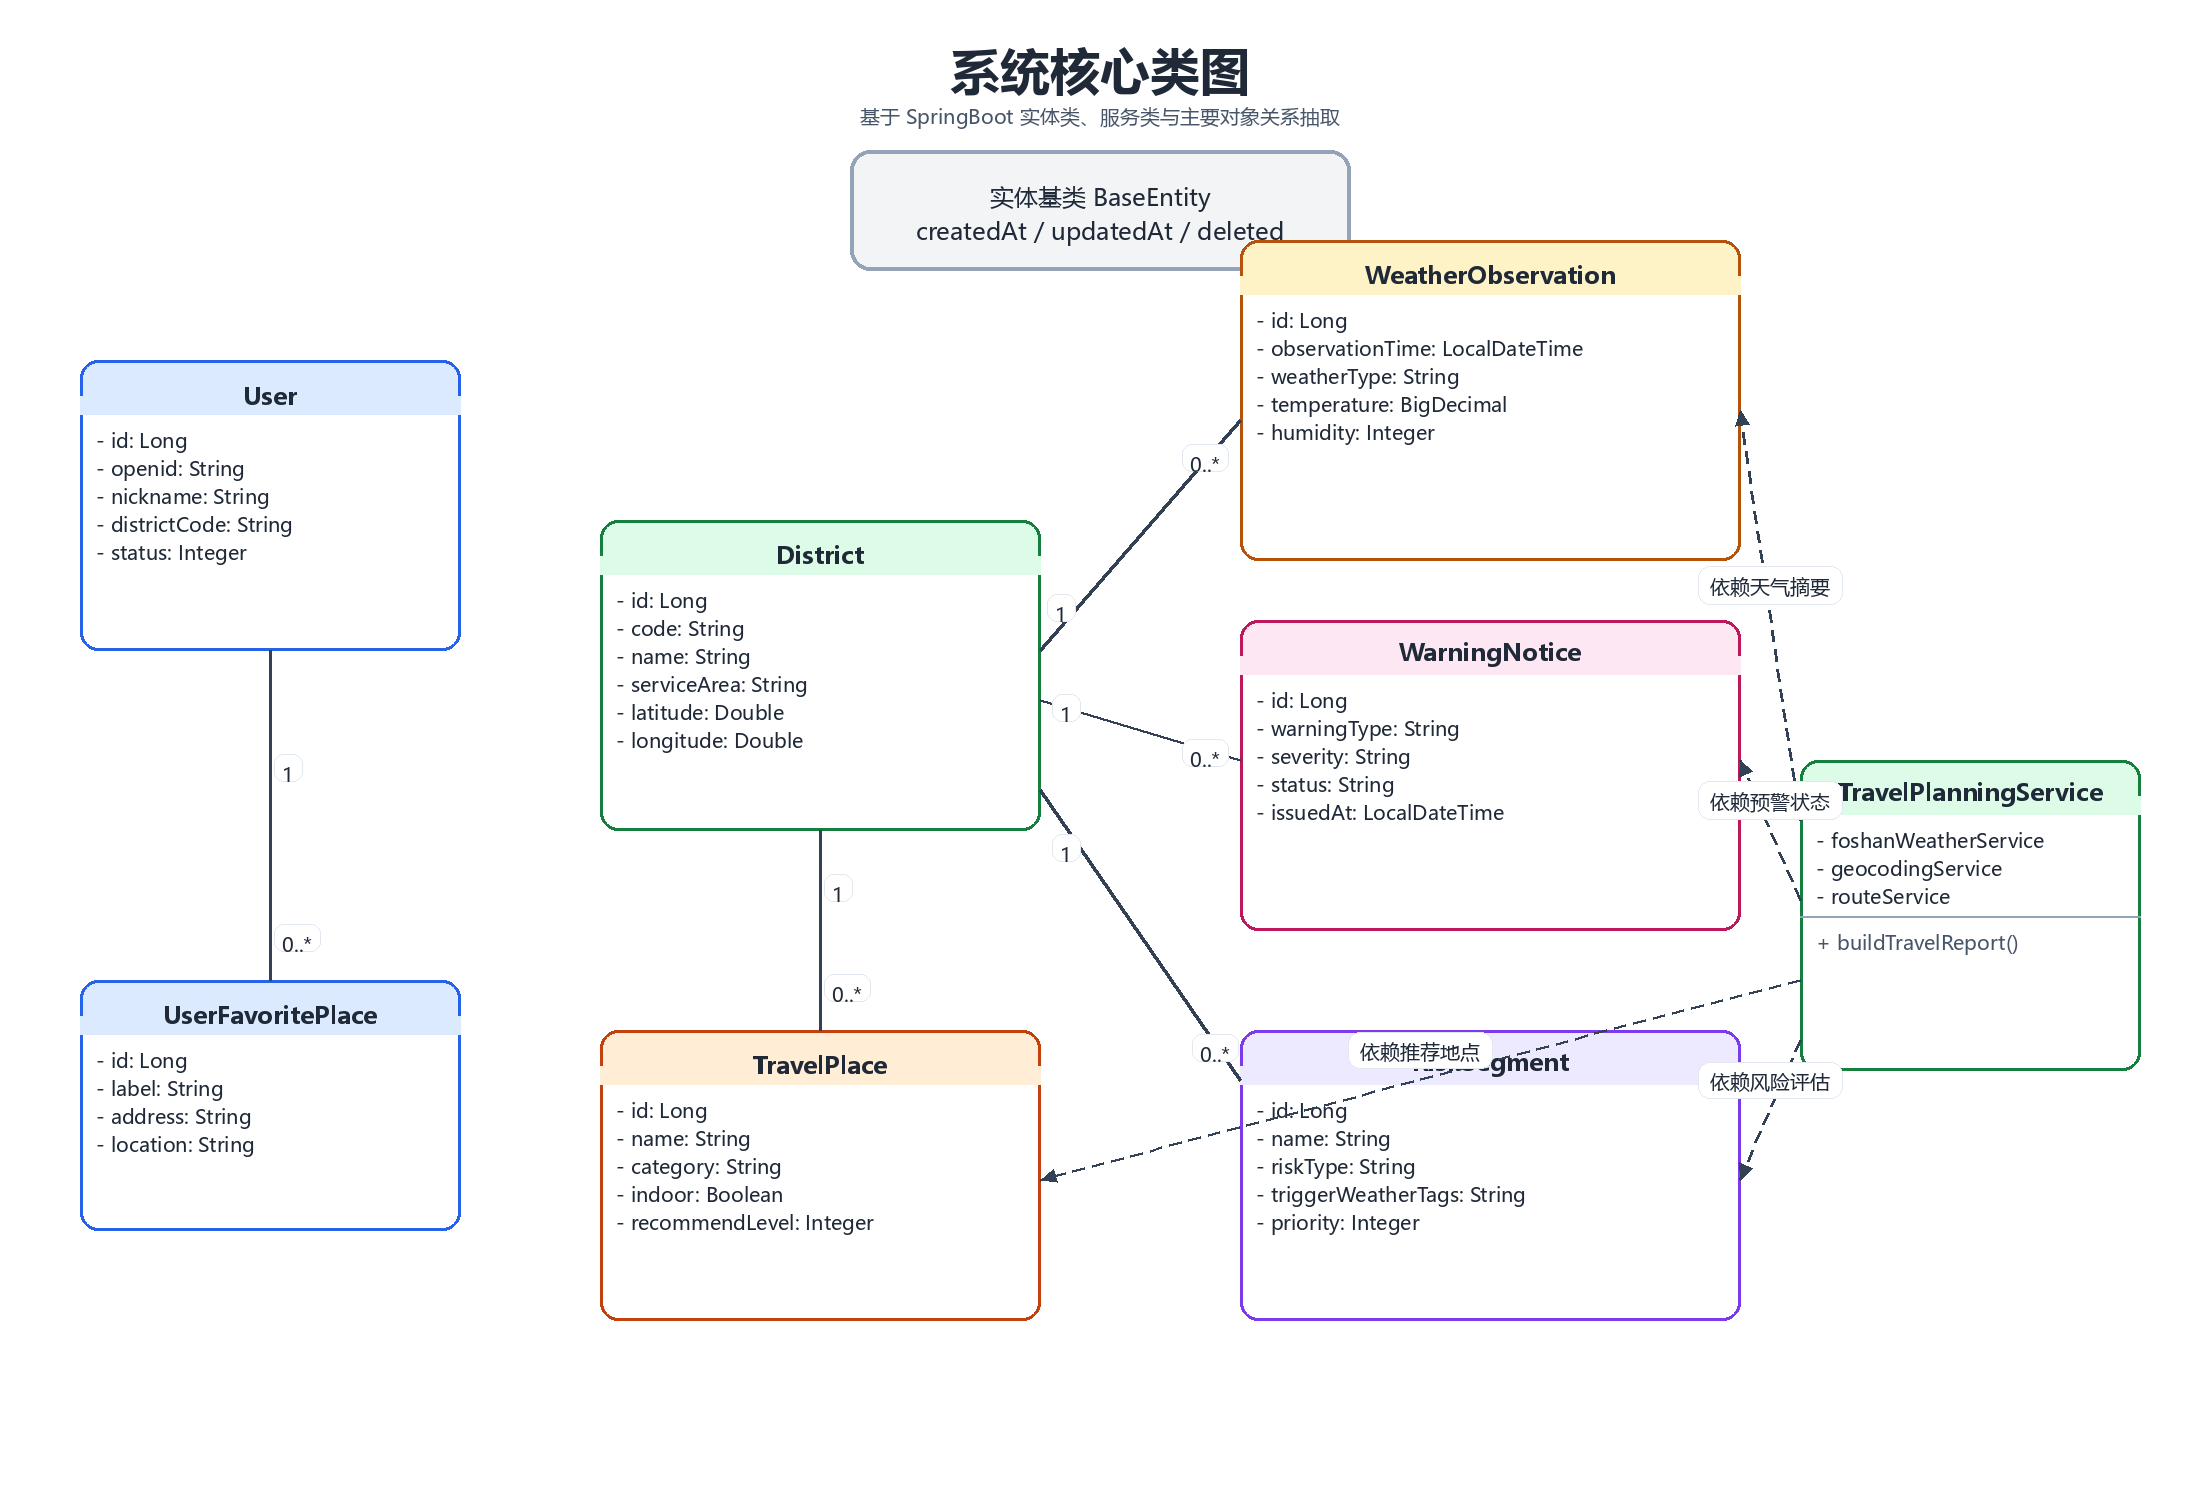 系统核心类图
基于 SpringBoot 实体类、服务类与主要对象关系抽取
实体基类 BaseEntity
createdAt / updatedAt / deleted
WeatherObservation
- id: Long
- observationTime: LocalDateTime
- weatherType: String
- temperature: BigDecimal
- humidity: Integer
User
- id: Long
- openid: String
- nickname: String
- districtCode: String
- status: Integer
District
- id: Long
- code: String
- name: String
- serviceArea: String
- latitude: Double
- longitude: Double
0..*
1
1
0..*
1
0..*
1
0..*
1
0..*
依赖天气摘要
WarningNotice
- id: Long
- warningType: String
- severity: String
- status: String
- issuedAt: LocalDateTime
依赖预警状态
TravelPlanningService
- foshanWeatherService
- geocodingService
- routeService
+ buildTravelReport()
UserFavoritePlace
- id: Long
- label: String
- address: String
- location: String
TravelPlace
- id: Long
- name: String
- category: String
- indoor: Boolean
- recommendLevel: Integer
依赖推荐地点
- id: Long
- name: String
- riskType: String
- triggerWeatherTags: String
- priority: Integer
依赖风险评估